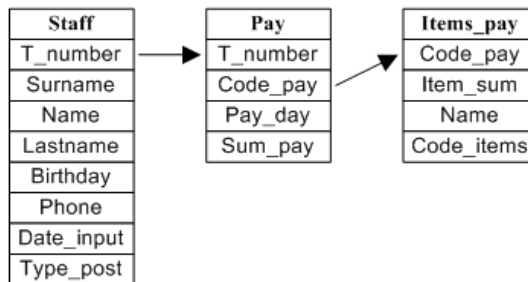 Staff
T_number
Surname
Name
Lastname
Birthday
Phone
Date_input
Type_post
Pay
T_number
Code_pay
Pay_day
Sum_pay
Items_pay
Code_pay
Item_sum
Name
Code_items